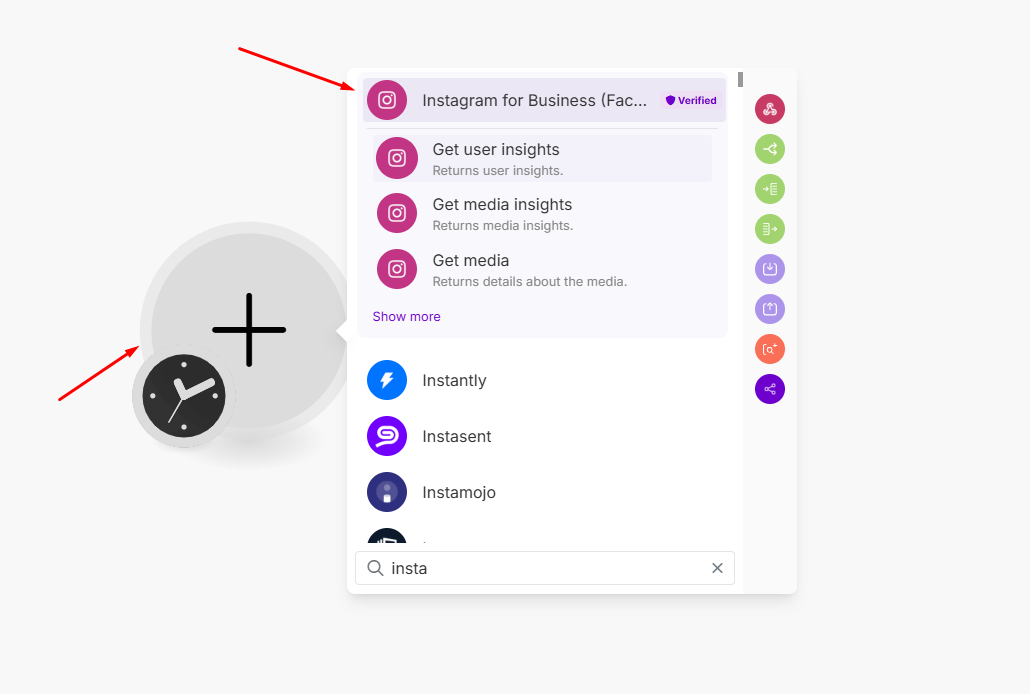 Instagram for Business (Fac...
Verified
Get user insights
Returns user insights.
Get media insights
Returns media insights.
Get media
Returns details about the media.
Show more
Instantly
Instasent
Instamojo
insta